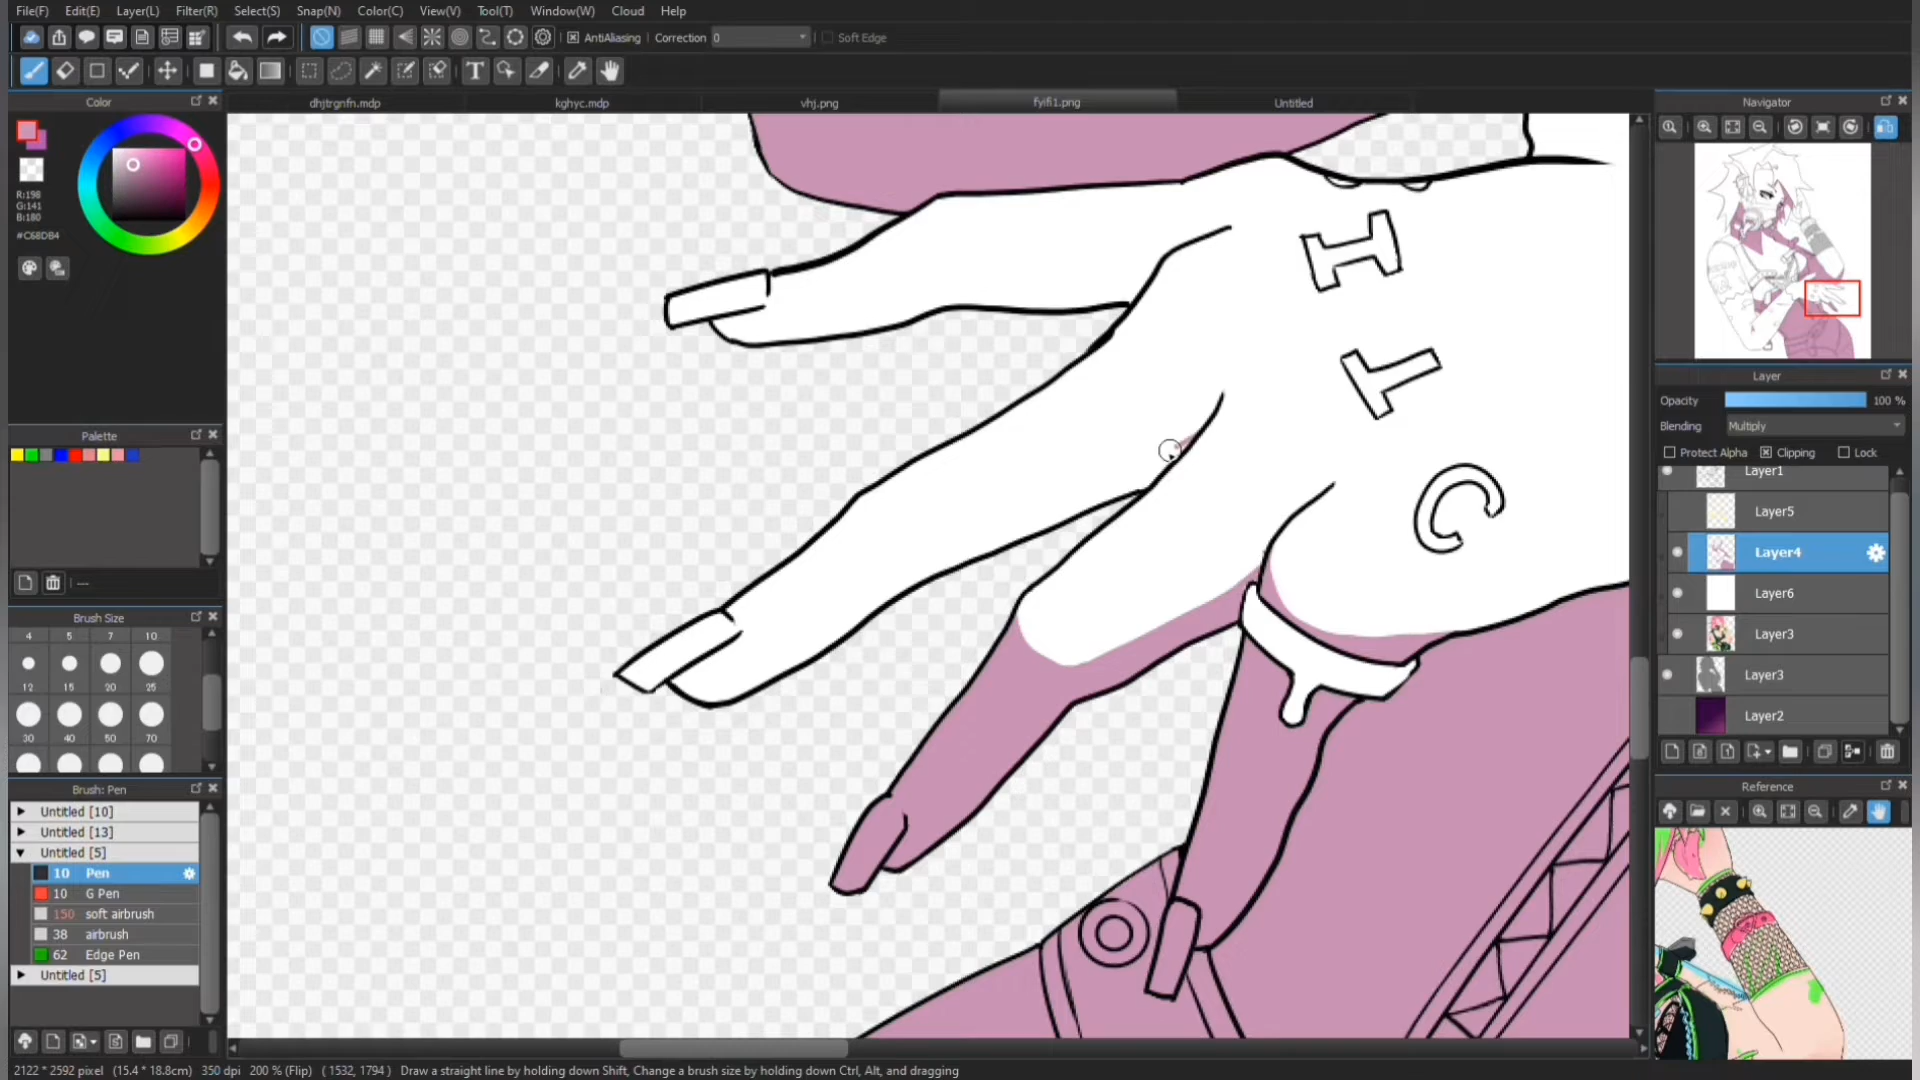 File(F) Edit(E) Layer(L) Filter(R) Select(S) Snap(N) Color(C) View(V) Tool(T) Window(W) Cloud Help
AntiAliasing Correction 0 Soft Edge
T
Color
dhjtrgnfn.mdp kghyc.mdp vhj.png fyifi1.png Untitled
Navigator
R:198
G:141
B:180
#C68DB4
Layer
Opacity 100 %
Blending Multiply
Protect Alpha Clipping Lock
Palette
Layer1
Layer5
Layer4
Layer6
Layer3
Layer3
Layer2
---
Brush Size
4 5 7 10
12 15 20 25
30 40 50 70
Brush: Pen
Untitled [10]
Untitled [13]
Untitled [5]
10 Pen
10 G Pen
150 soft airbrush
38 airbrush
62 Edge Pen
Untitled [5]
Reference
I
T
C
2122 * 2592 pixel (15.4 * 18.8cm) 350 dpi 200 % (Flip) ( 1532, 1794 ) Draw a straight line by holding down Shift, Change a brush size by holding down Ctrl, Alt, and dragging